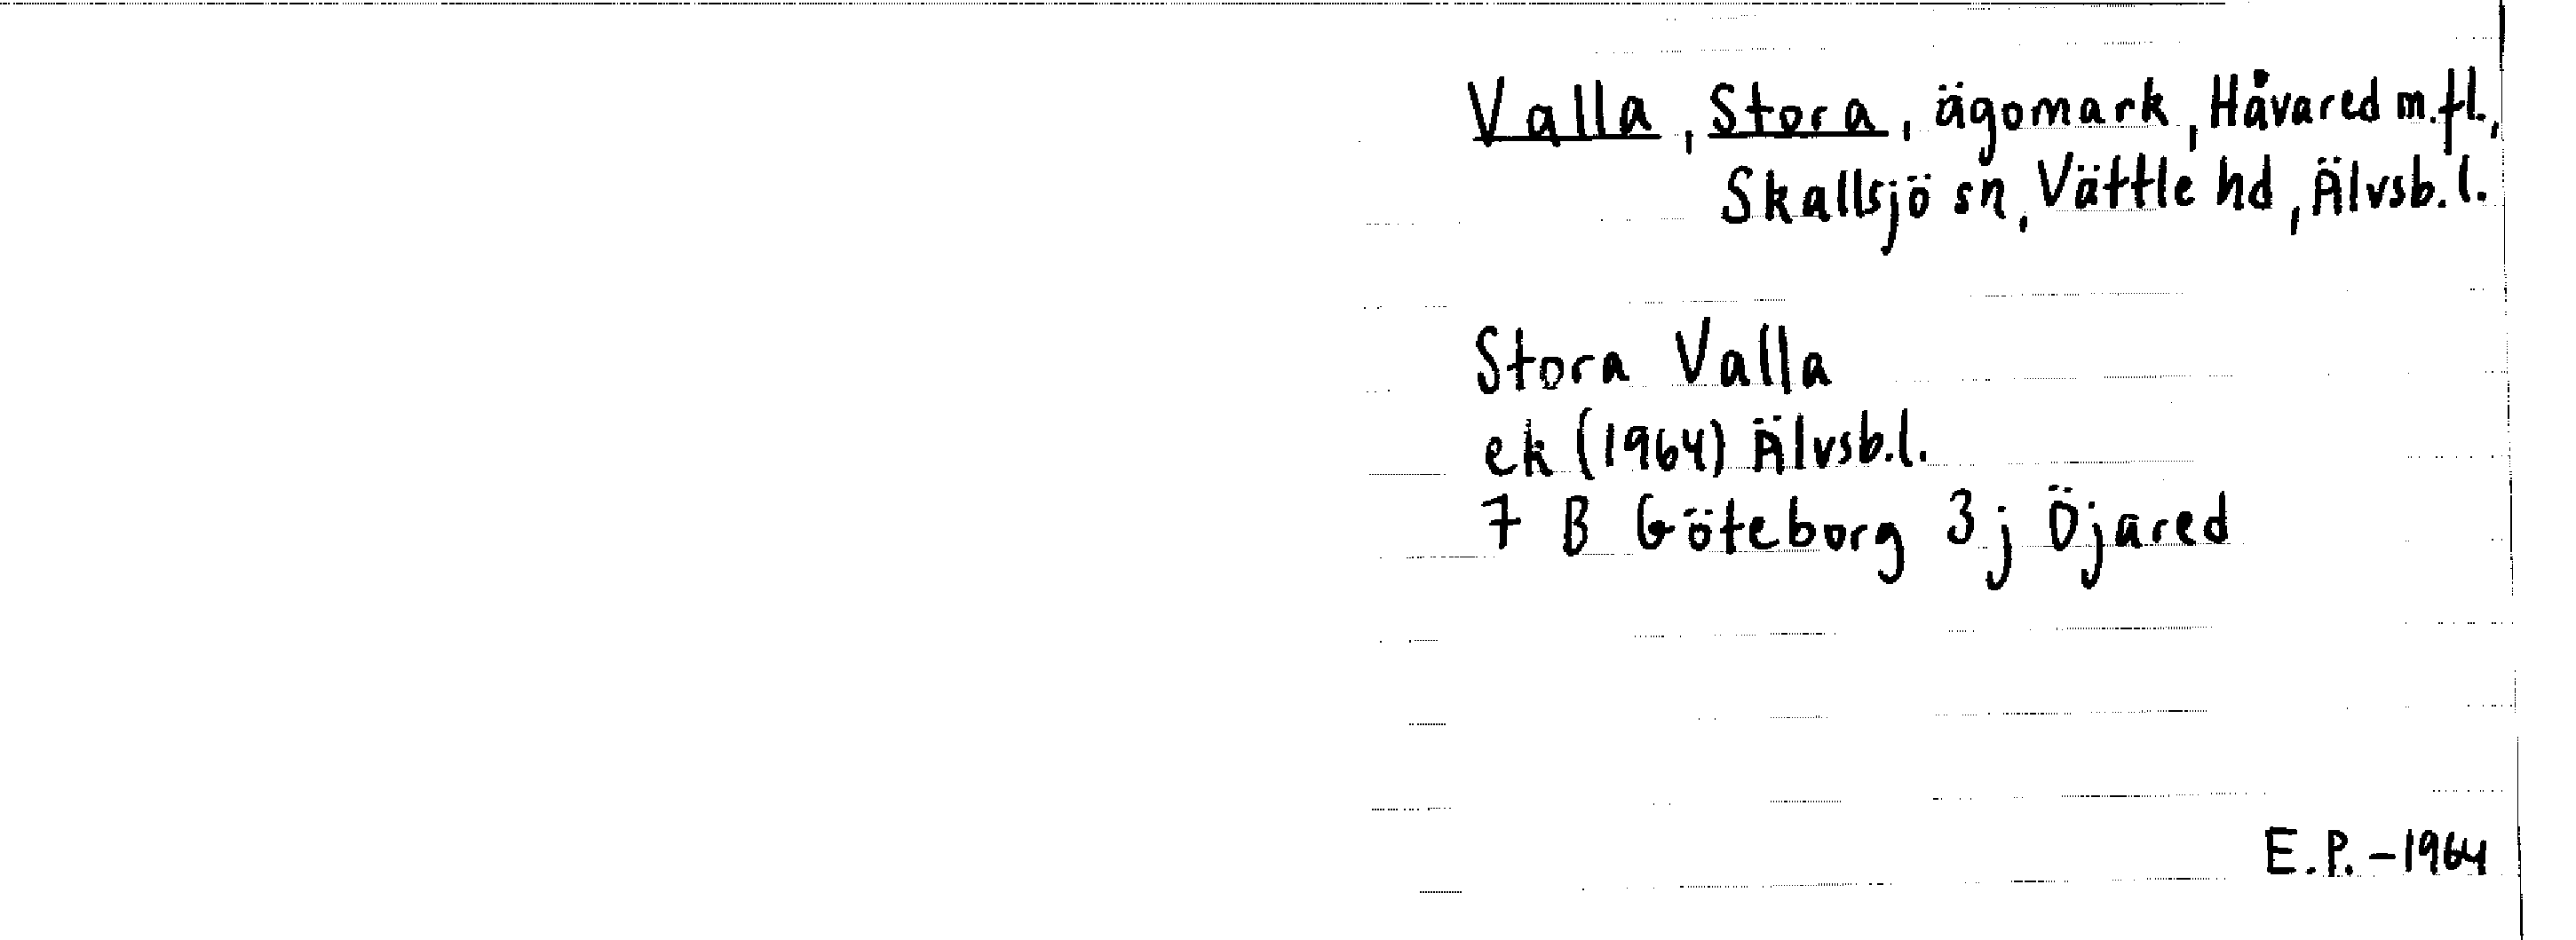 Valla, Stora, ägomark, Håvared m.fl.,
Skallsjö sn, Vättle hd, Älvsb.l.
Stora Valla
ek (1964) Älvsb.l.
7 B Göteborg 3 j Öjared
E.P. - 1964